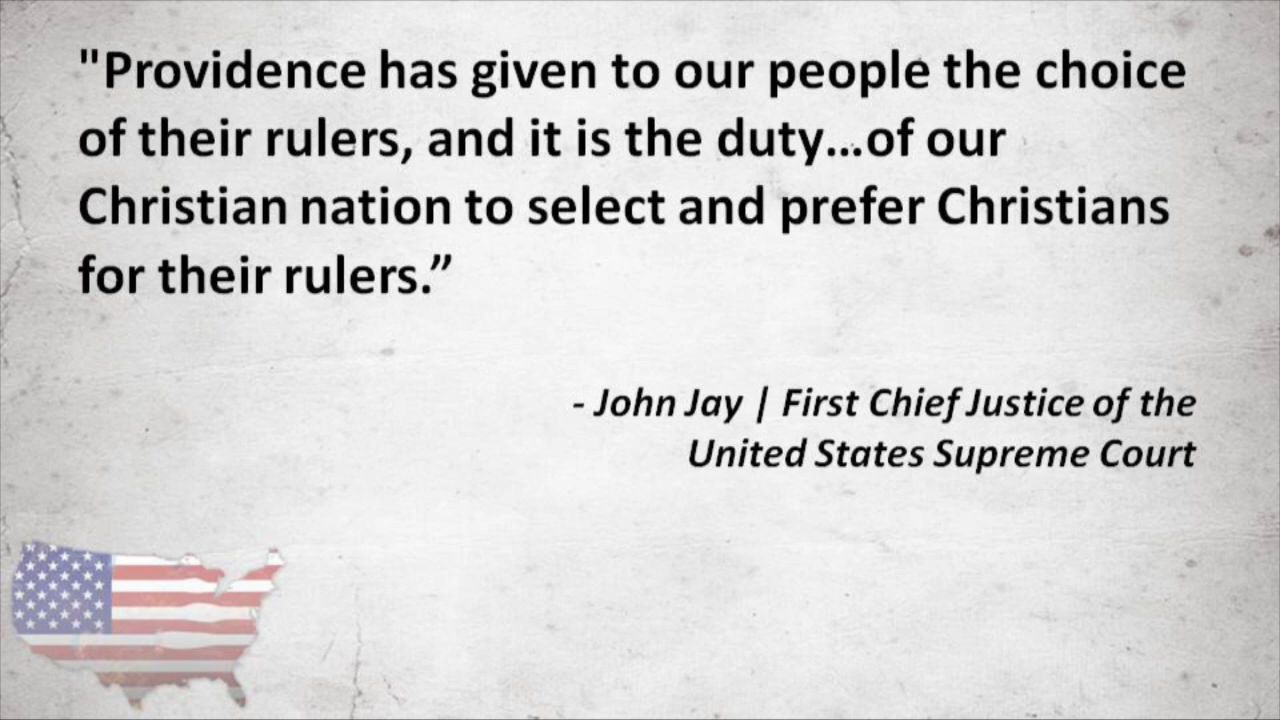 "Providence has given to our people the choice
of their rulers, and it is the duty...of our
Christian nation to select and prefer Christians
for their rulers.”
- John Jay | First Chief Justice of the
United States Supreme Court